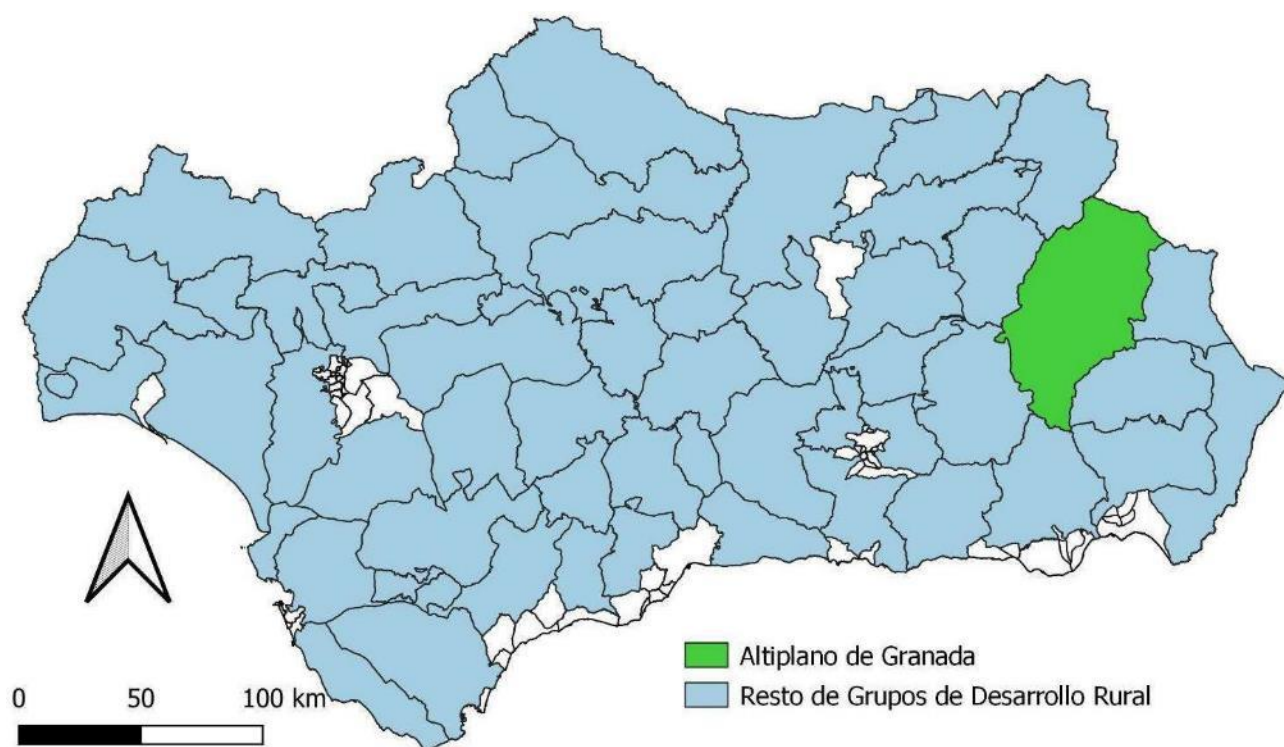 Altiplano de Granada
Resto de Grupos de Desarrollo Rural
0 50 100 km